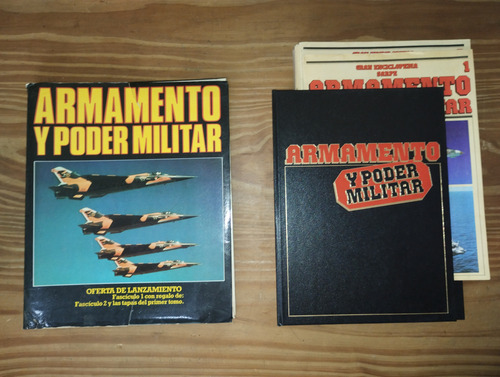 ARMAMENTO
Y PODER MILITAR
OFERTA DE LANZAMIENTO
Fascículo 1 con regalo de:
Fascículo 2 y las tapas del primer tomo.
GRAN ENCICLOPEDIA
SARPE
1
ARMAMENTO
ARMAMENTO
Y PODER
MILITAR